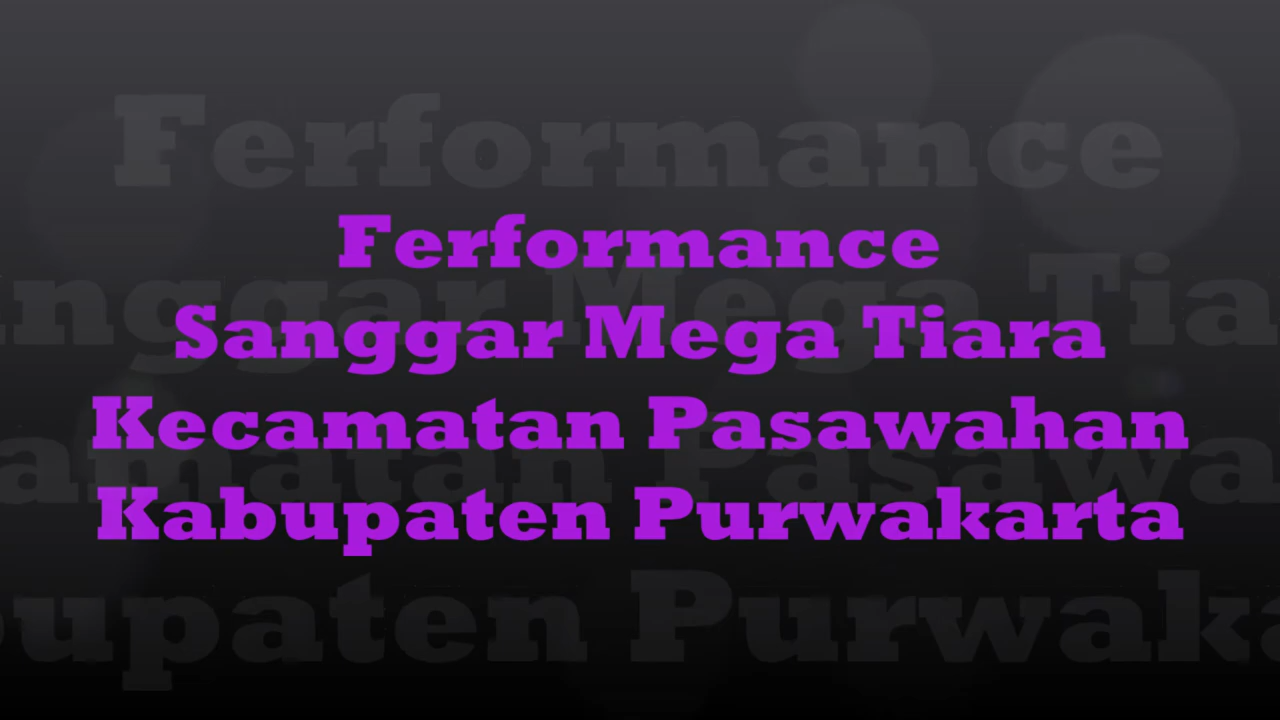 Ferformance
Sanggar Mega Tiara
Kecamatan Pasawahan
Kabupaten Purwakarta